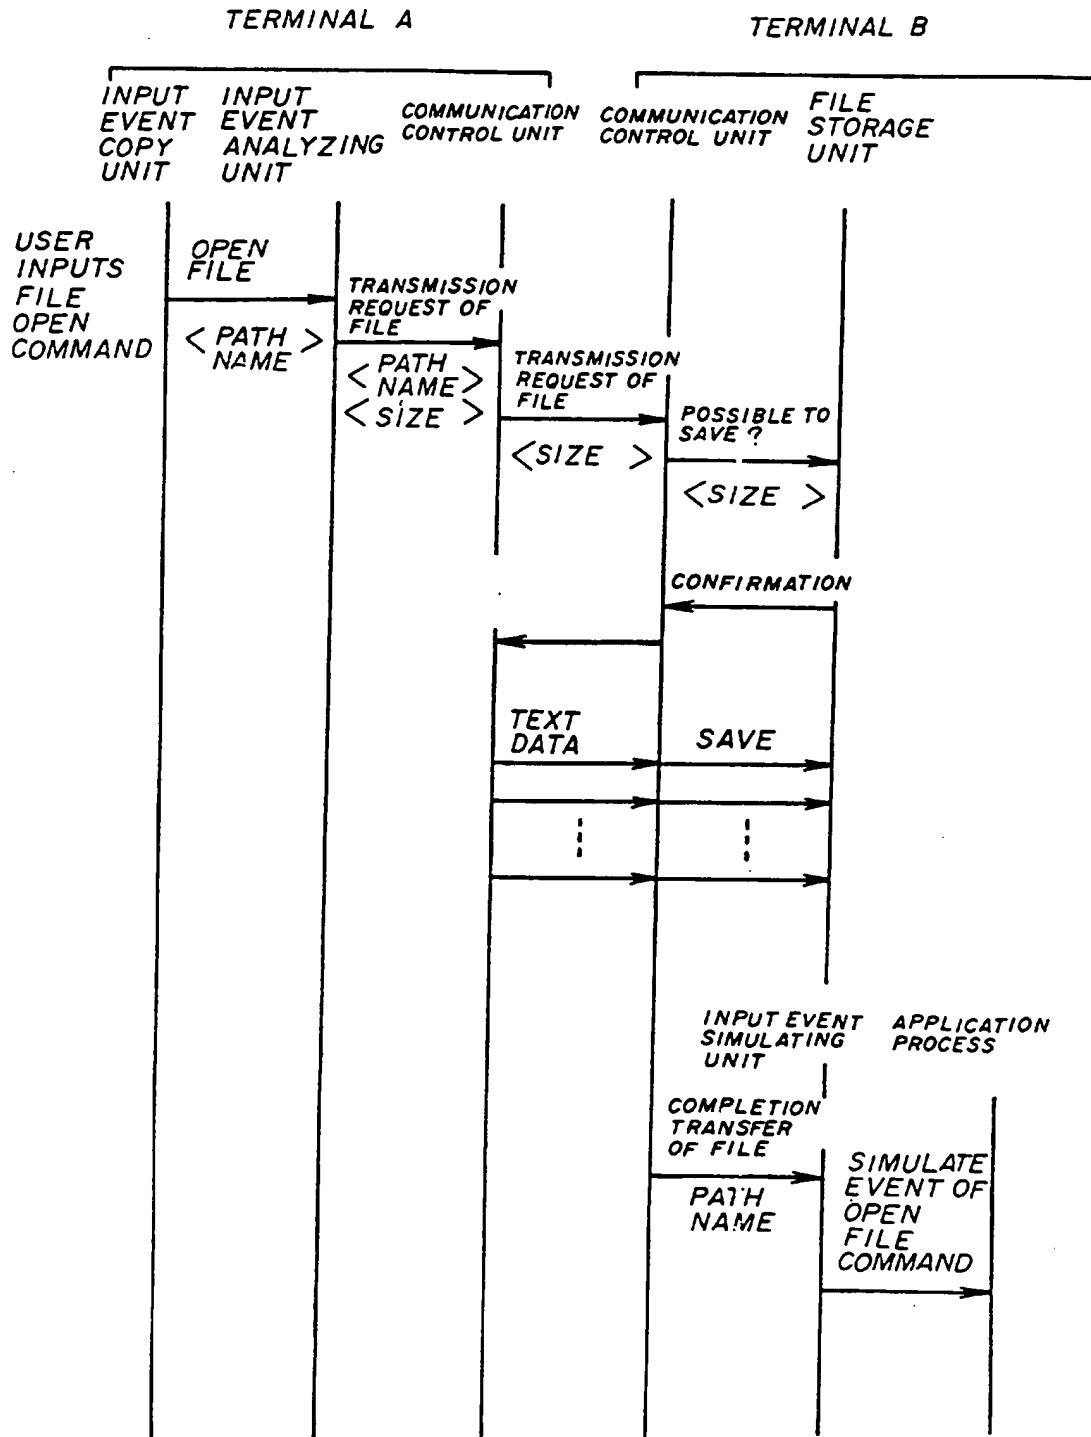 TERMINAL A
TERMINAL B
INPUT
EVENT
COPY
UNIT
INPUT
EVENT
ANALYZING
UNIT
COMMUNICATION
CONTROL UNIT
COMMUNICATION
CONTROL UNIT
FILE
STORAGE
UNIT
USER
INPUTS
FILE
OPEN
COMMAND
OPEN
FILE
< PATH
NAME >
TRANSMISSION
REQUEST OF
FILE
< PATH
NAME >
< SIZE >
TRANSMISSION
REQUEST OF
FILE
<SIZE >
POSSIBLE TO
SAVE ?
<SIZE >
CONFIRMATION
TEXT
DATA
SAVE
INPUT EVENT
SIMULATING
UNIT
APPLICATION
PROCESS
COMPLETION
TRANSFER
OF FILE
PATH
NAME
SIMULATE
EVENT OF
OPEN
FILE
COMMAND